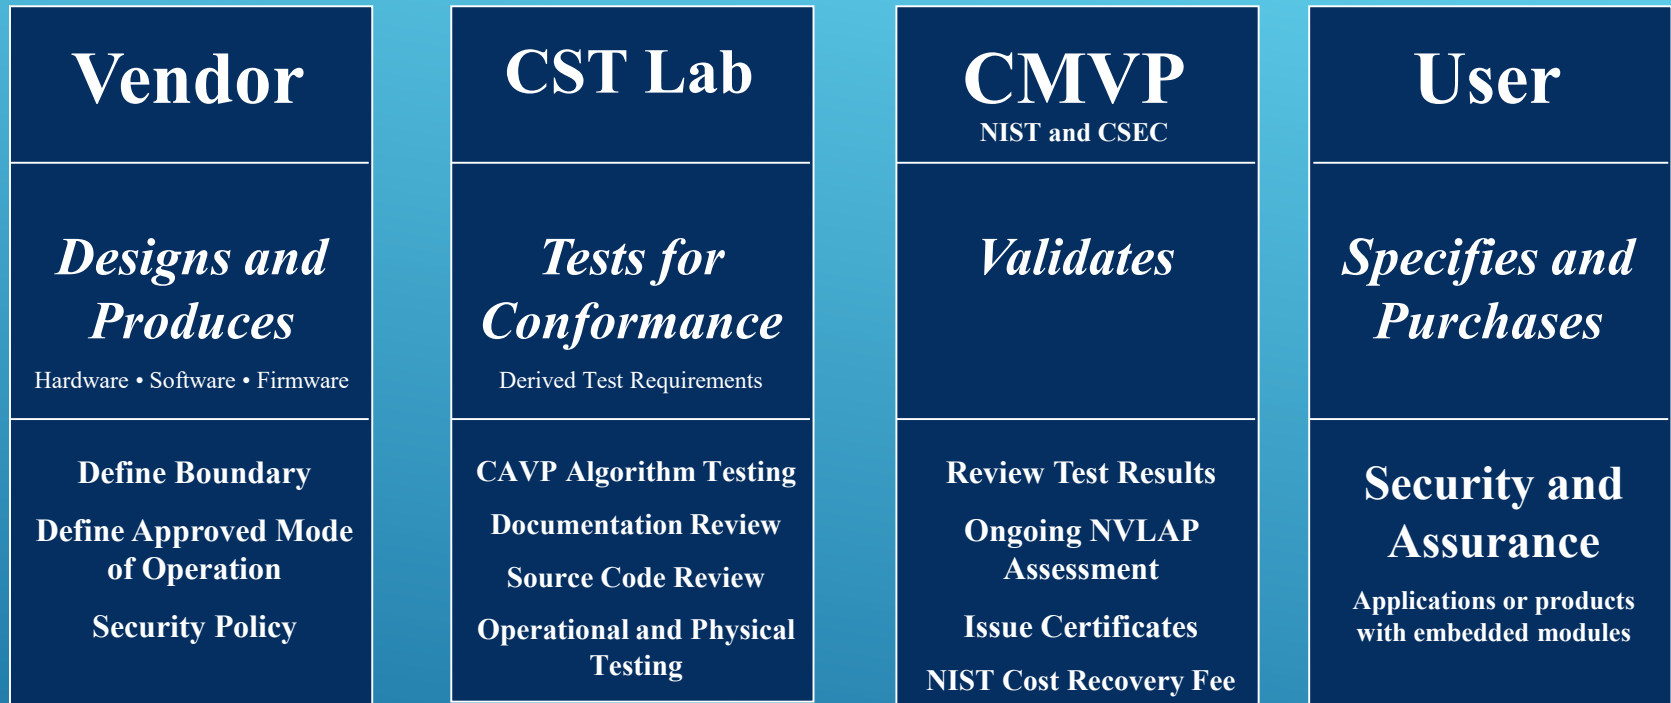 Vendor
Designs and
Produces
Hardware • Software • Firmware
Define Boundary
Define Approved Mode
of Operation
Security Policy
CST Lab
Tests for
Conformance
Derived Test Requirements
CAVP Algorithm Testing
Documentation Review
Source Code Review
Operational and Physical
Testing
CMVP
NIST and CSEC
Validates
Review Test Results
Ongoing NVLAP
Assessment
Issue Certificates
NIST Cost Recovery Fee
User
Specifies and
Purchases
Security and
Assurance
Applications or products
with embedded modules